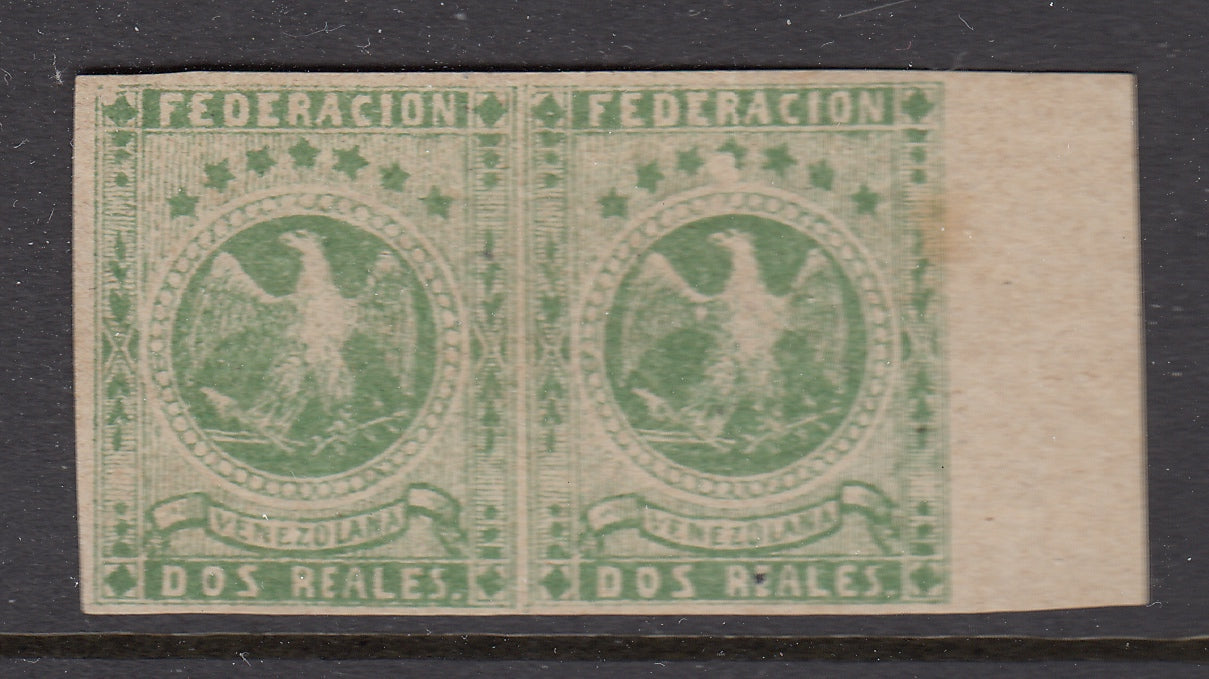 FEDERACION
VENEZOLANA
DOS REALES.
FEDERACION
VENEZOLANA
DOS REALES.